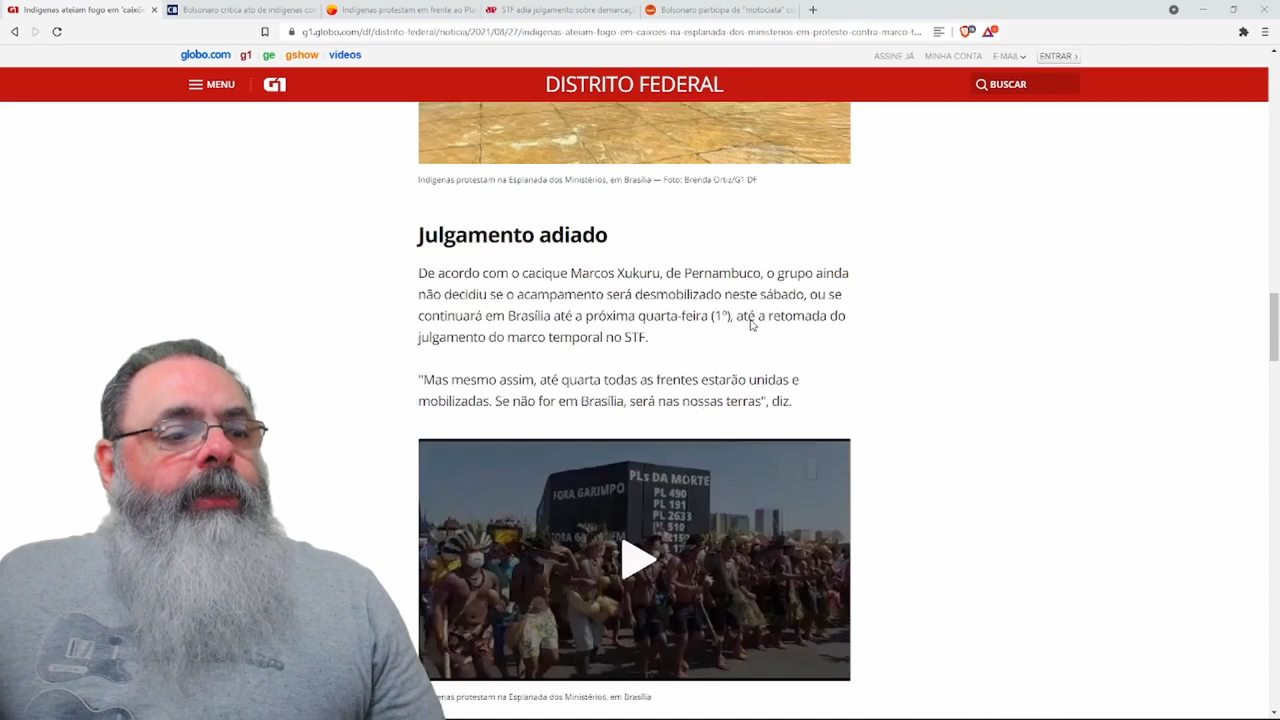 Indígenas ateiam fogo em 'caixõe
Bolsonaro critica ato de indígenas con
Indígenas protestam em frente ao Pla
STF adia julgamento sobre demarcaç
Bolsonaro participa de "motociata" c
g1.globo.com/df/distrito-federal/noticia/2021/08/27/indigenas-ateiam-fogo-em-caixoes-na-esplanada-dos-ministerios-em-protesto-contra-marco-t...
globo.com g1 ge gshow videos
ASSINE JÁ MINHA CONTA E-MAIL ENTRAR ›
MENU G1 DISTRITO FEDERAL BUSCAR
Indígenas protestam na Esplanada dos Ministérios, em Brasília — Foto: Brenda Ortiz/G1 DF
Julgamento adiado
De acordo com o cacique Marcos Xukuru, de Pernambuco, o grupo ainda
não decidiu se o acampamento será desmobilizado neste sábado, ou se
continuará em Brasília até a próxima quarta-feira (1º), até a retomada do
julgamento do marco temporal no STF.
"Mas mesmo assim, até quarta todas as frentes estarão unidas e
mobilizadas. Se não for em Brasília, será nas nossas terras", diz.
FORA GARIMPO
PLs DA MORTE
PL 490
PL 191
PL 2633
510
enas protestam na Esplanada dos Ministérios, em Brasília